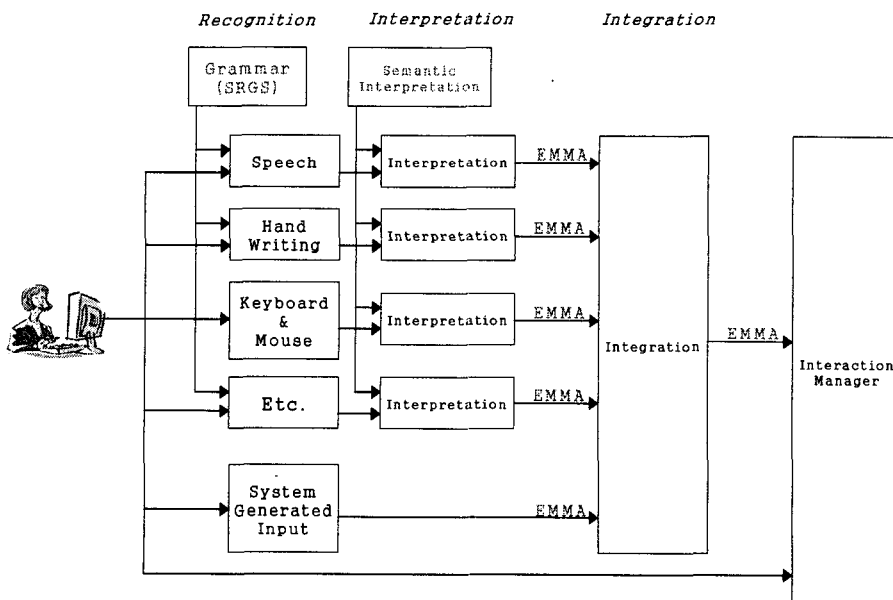 Recognition Interpretation Integration
Grammar
(SRGS)
Semantic
Interpretation
Speech
Interpretation
EMMA
Hand
Writing
Interpretation
EMMA
Keyboard
&
Mouse
Interpretation
EMMA
Integration
EMMA
Interaction
Manager
Etc.
Interpretation
EMMA
System
Generated
Input
EMMA